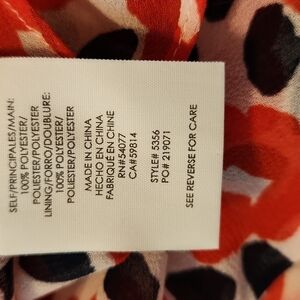 SELF/PRINCIPALES/MAIN:
100% POLYESTER/
POLIESTER/POLYESTER
LINING/FORRO/DOUBLURE:
100% POLYESTER/
POLIESTER/POLYESTER
MADE IN CHINA
HECHO EN CHINA
FABRIQUÉ EN CHINE
RN#54077
CA#59814
STYLE# 5356
PO# 219071
SEE REVERSE FOR CARE